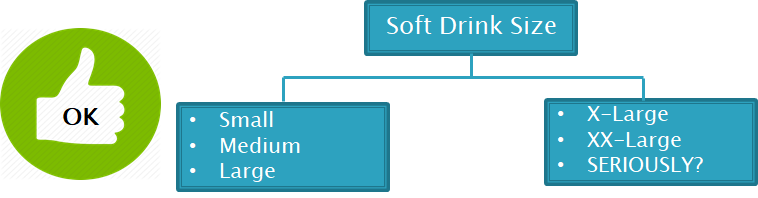 Soft Drink Size
OK
• Small
• Medium
• Large
• X-Large
• XX-Large
• SERIOUSLY?